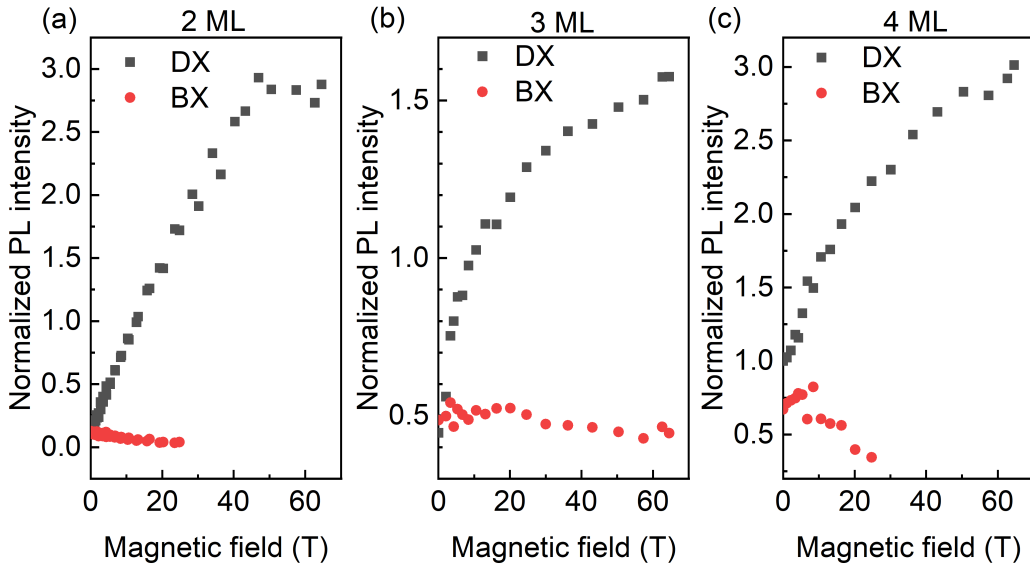 (a)
2 ML
DX
BX
3.0
2.5
2.0
1.5
1.0
0.5
0.0
0
20
40
60
Normalized PL intensity
Magnetic field (T)
(b)
3 ML
DX
BX
1.5
1.0
0.5
0
20
40
60
Normalized PL intensity
Magnetic field (T)
(c)
4 ML
DX
BX
3.0
2.5
2.0
1.5
1.0
0.5
0
20
40
60
Normalized PL intensity
Magnetic field (T)